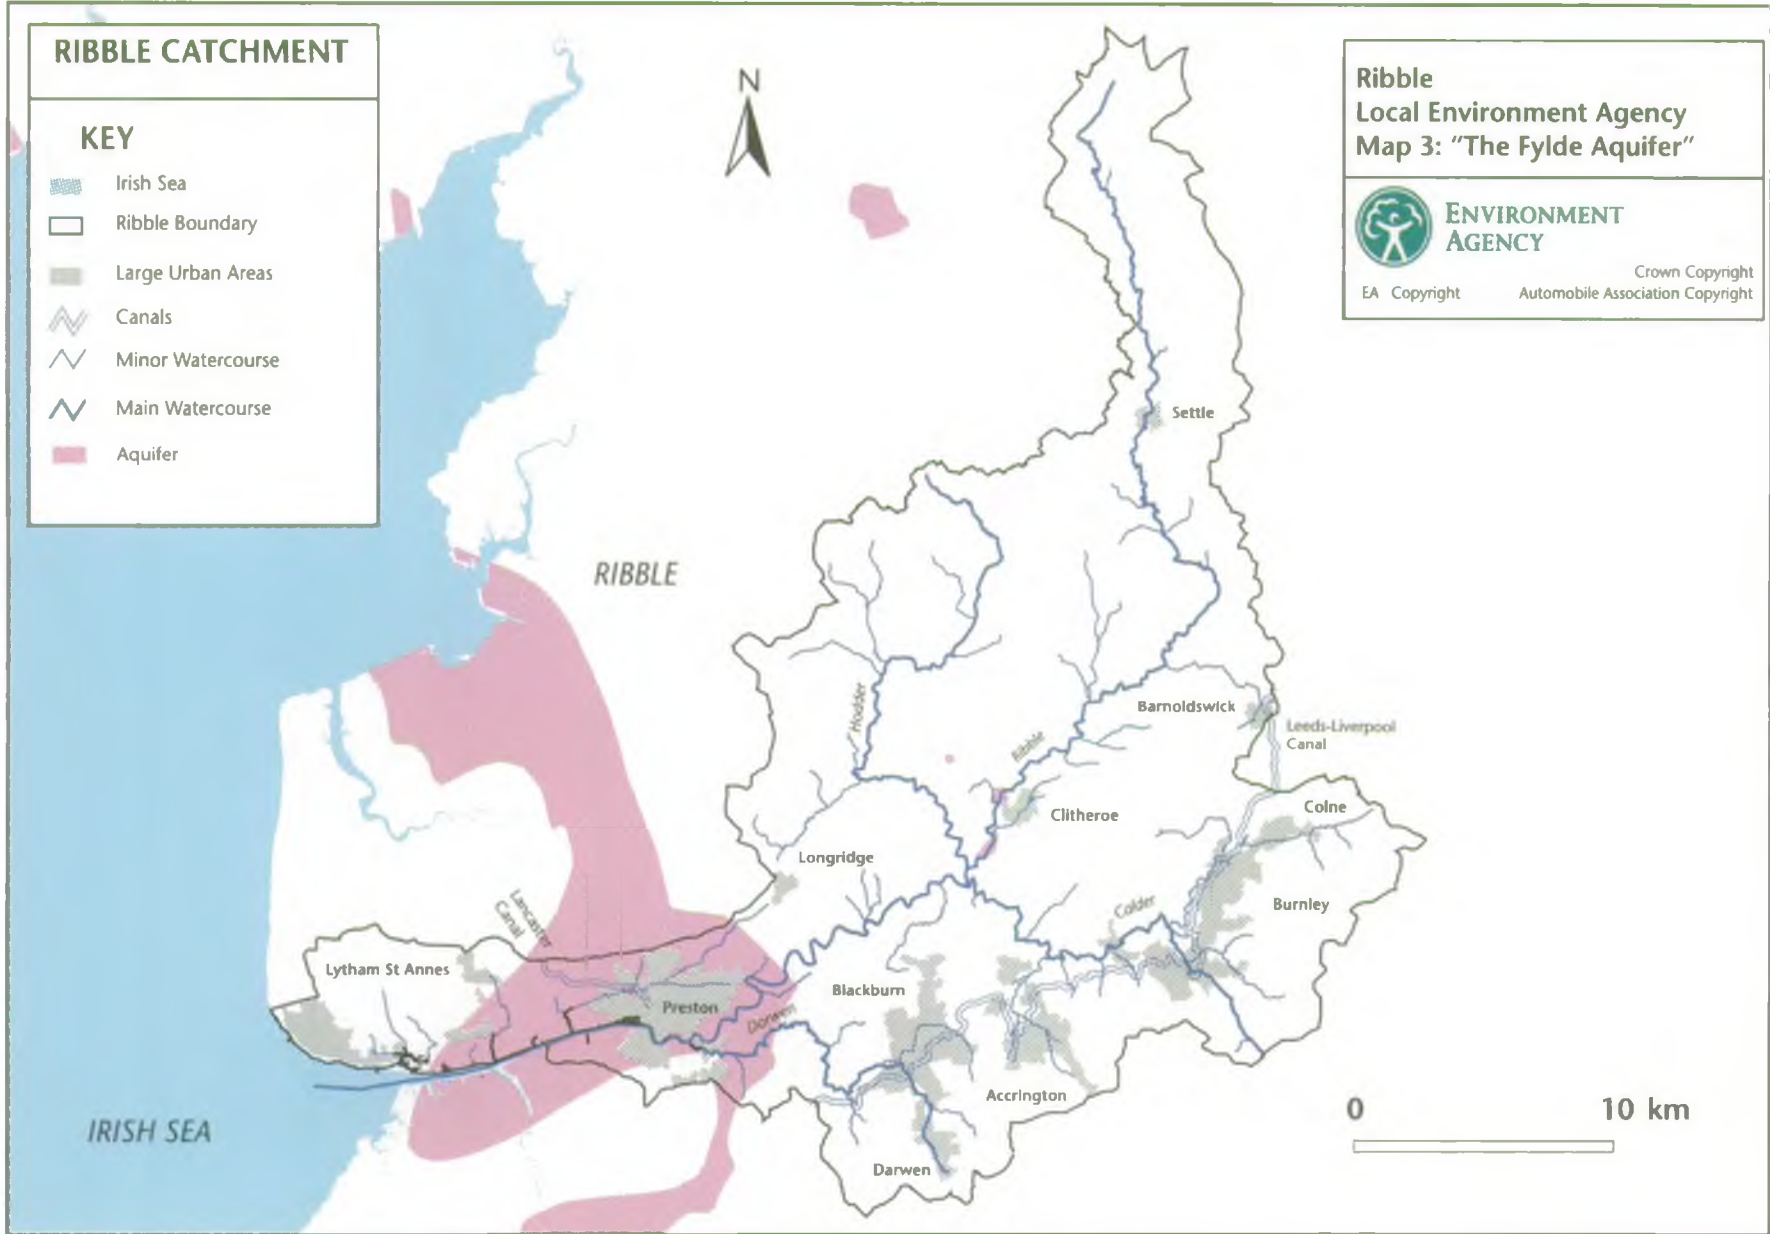 RIBBLE CATCHMENT
KEY
Irish Sea
Ribble Boundary
Large Urban Areas
Canals
Minor Watercourse
Main Watercourse
Aquifer
N
Ribble
Local Environment Agency
Map 3: "The Fylde Aquifer"
ENVIRONMENT
AGENCY
Crown Copyright
EA Copyright
Automobile Association Copyright
Settle
RIBBLE
Hodder
Ribble
Barnoldswick
Leeds-Liverpool
Canal
Clitheroe
Colne
Longridge
Burnley
Calder
Lancaster
Canal
Lytham St Annes
Preston
Darwen
Blackburn
Accrington
Darwen
IRISH SEA
0
10 km